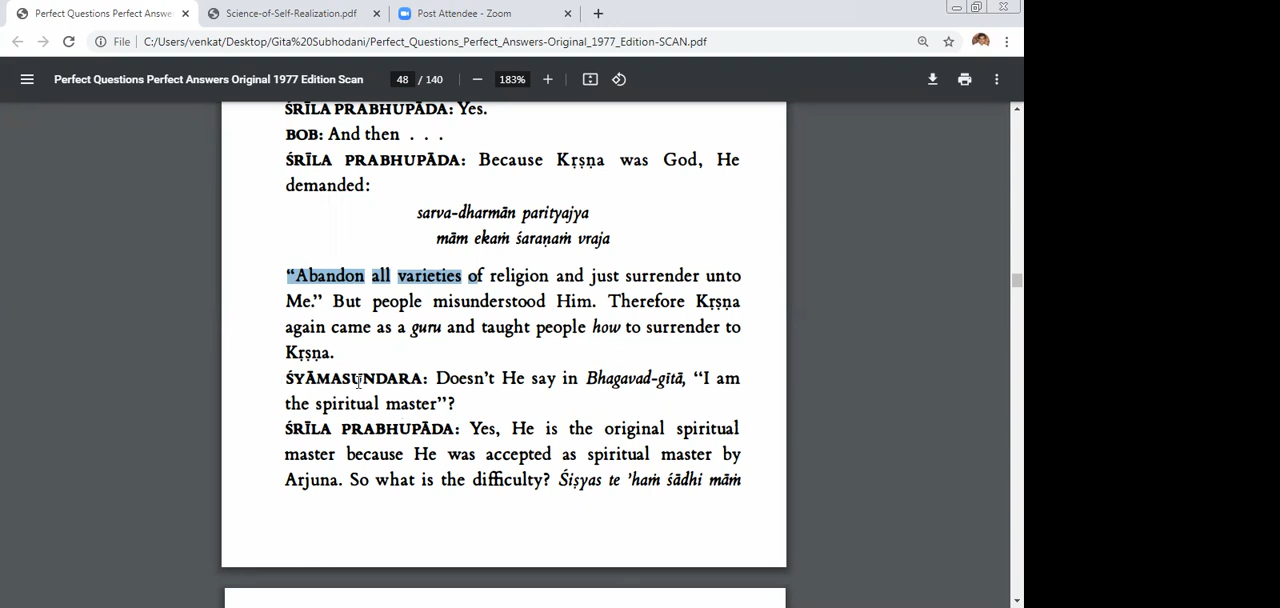 Perfect Questions Perfect Answer
Science-of-Self-Realization.pdf
Post Attendee - Zoom
File
C:/Users/venkat/Desktop/Gita%20Subhodani/Perfect_Questions_Perfect_Answers-Original_1977_Edition-SCAN.pdf
Perfect Questions Perfect Answers Original 1977 Edition Scan
48 / 140
183%
ŚRĪLA PRABHUPĀDA: Yes.
BOB: And then . . .
ŚRĪLA PRABHUPĀDA: Because Kṛṣṇa was God, He
demanded:
sarva-dharmān parityajya
mām ekaṁ śaraṇaṁ vraja
“Abandon all varieties of religion and just surrender unto
Me.” But people misunderstood Him. Therefore Kṛṣṇa
again came as a guru and taught people how to surrender to
Kṛṣṇa.
ŚYĀMASUNDARA: Doesn’t He say in Bhagavad-gītā, “I am
the spiritual master”?
ŚRĪLA PRABHUPĀDA: Yes, He is the original spiritual
master because He was accepted as spiritual master by
Arjuna. So what is the difficulty? Śiṣyas te ’haṁ śādhi māṁ